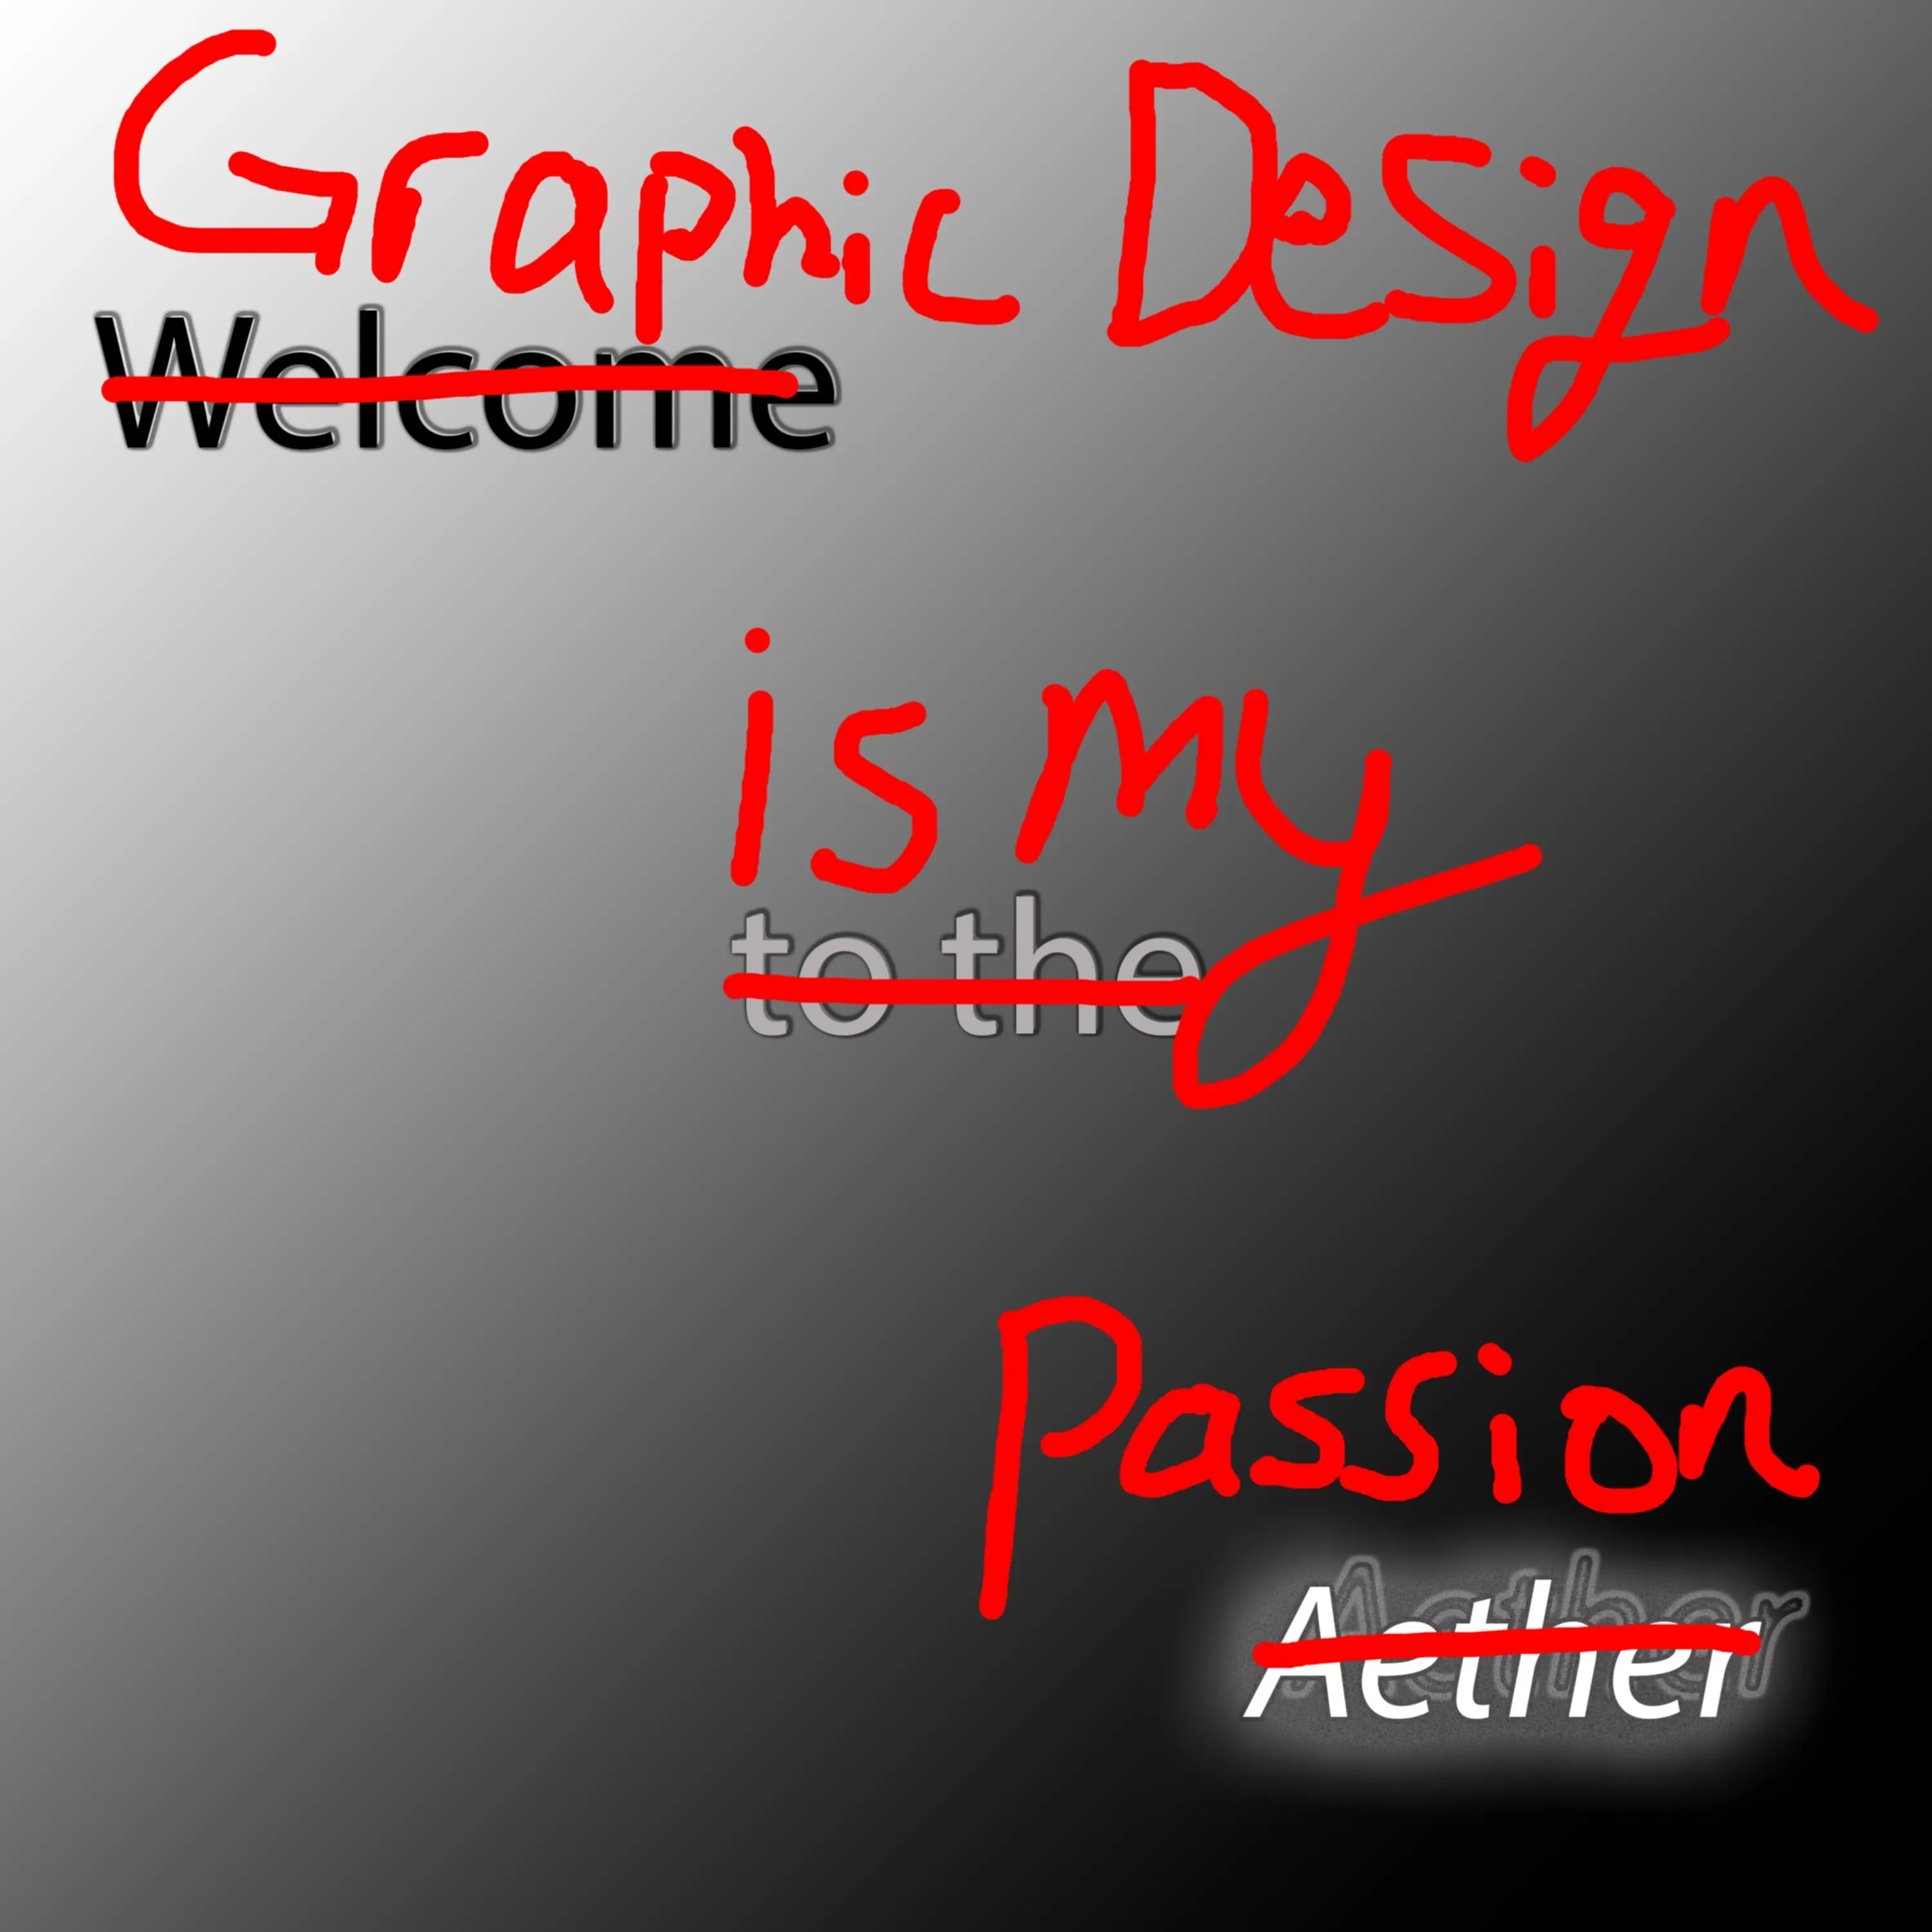 Graphic Design
Welcome
is my
to the
Passion
Aether